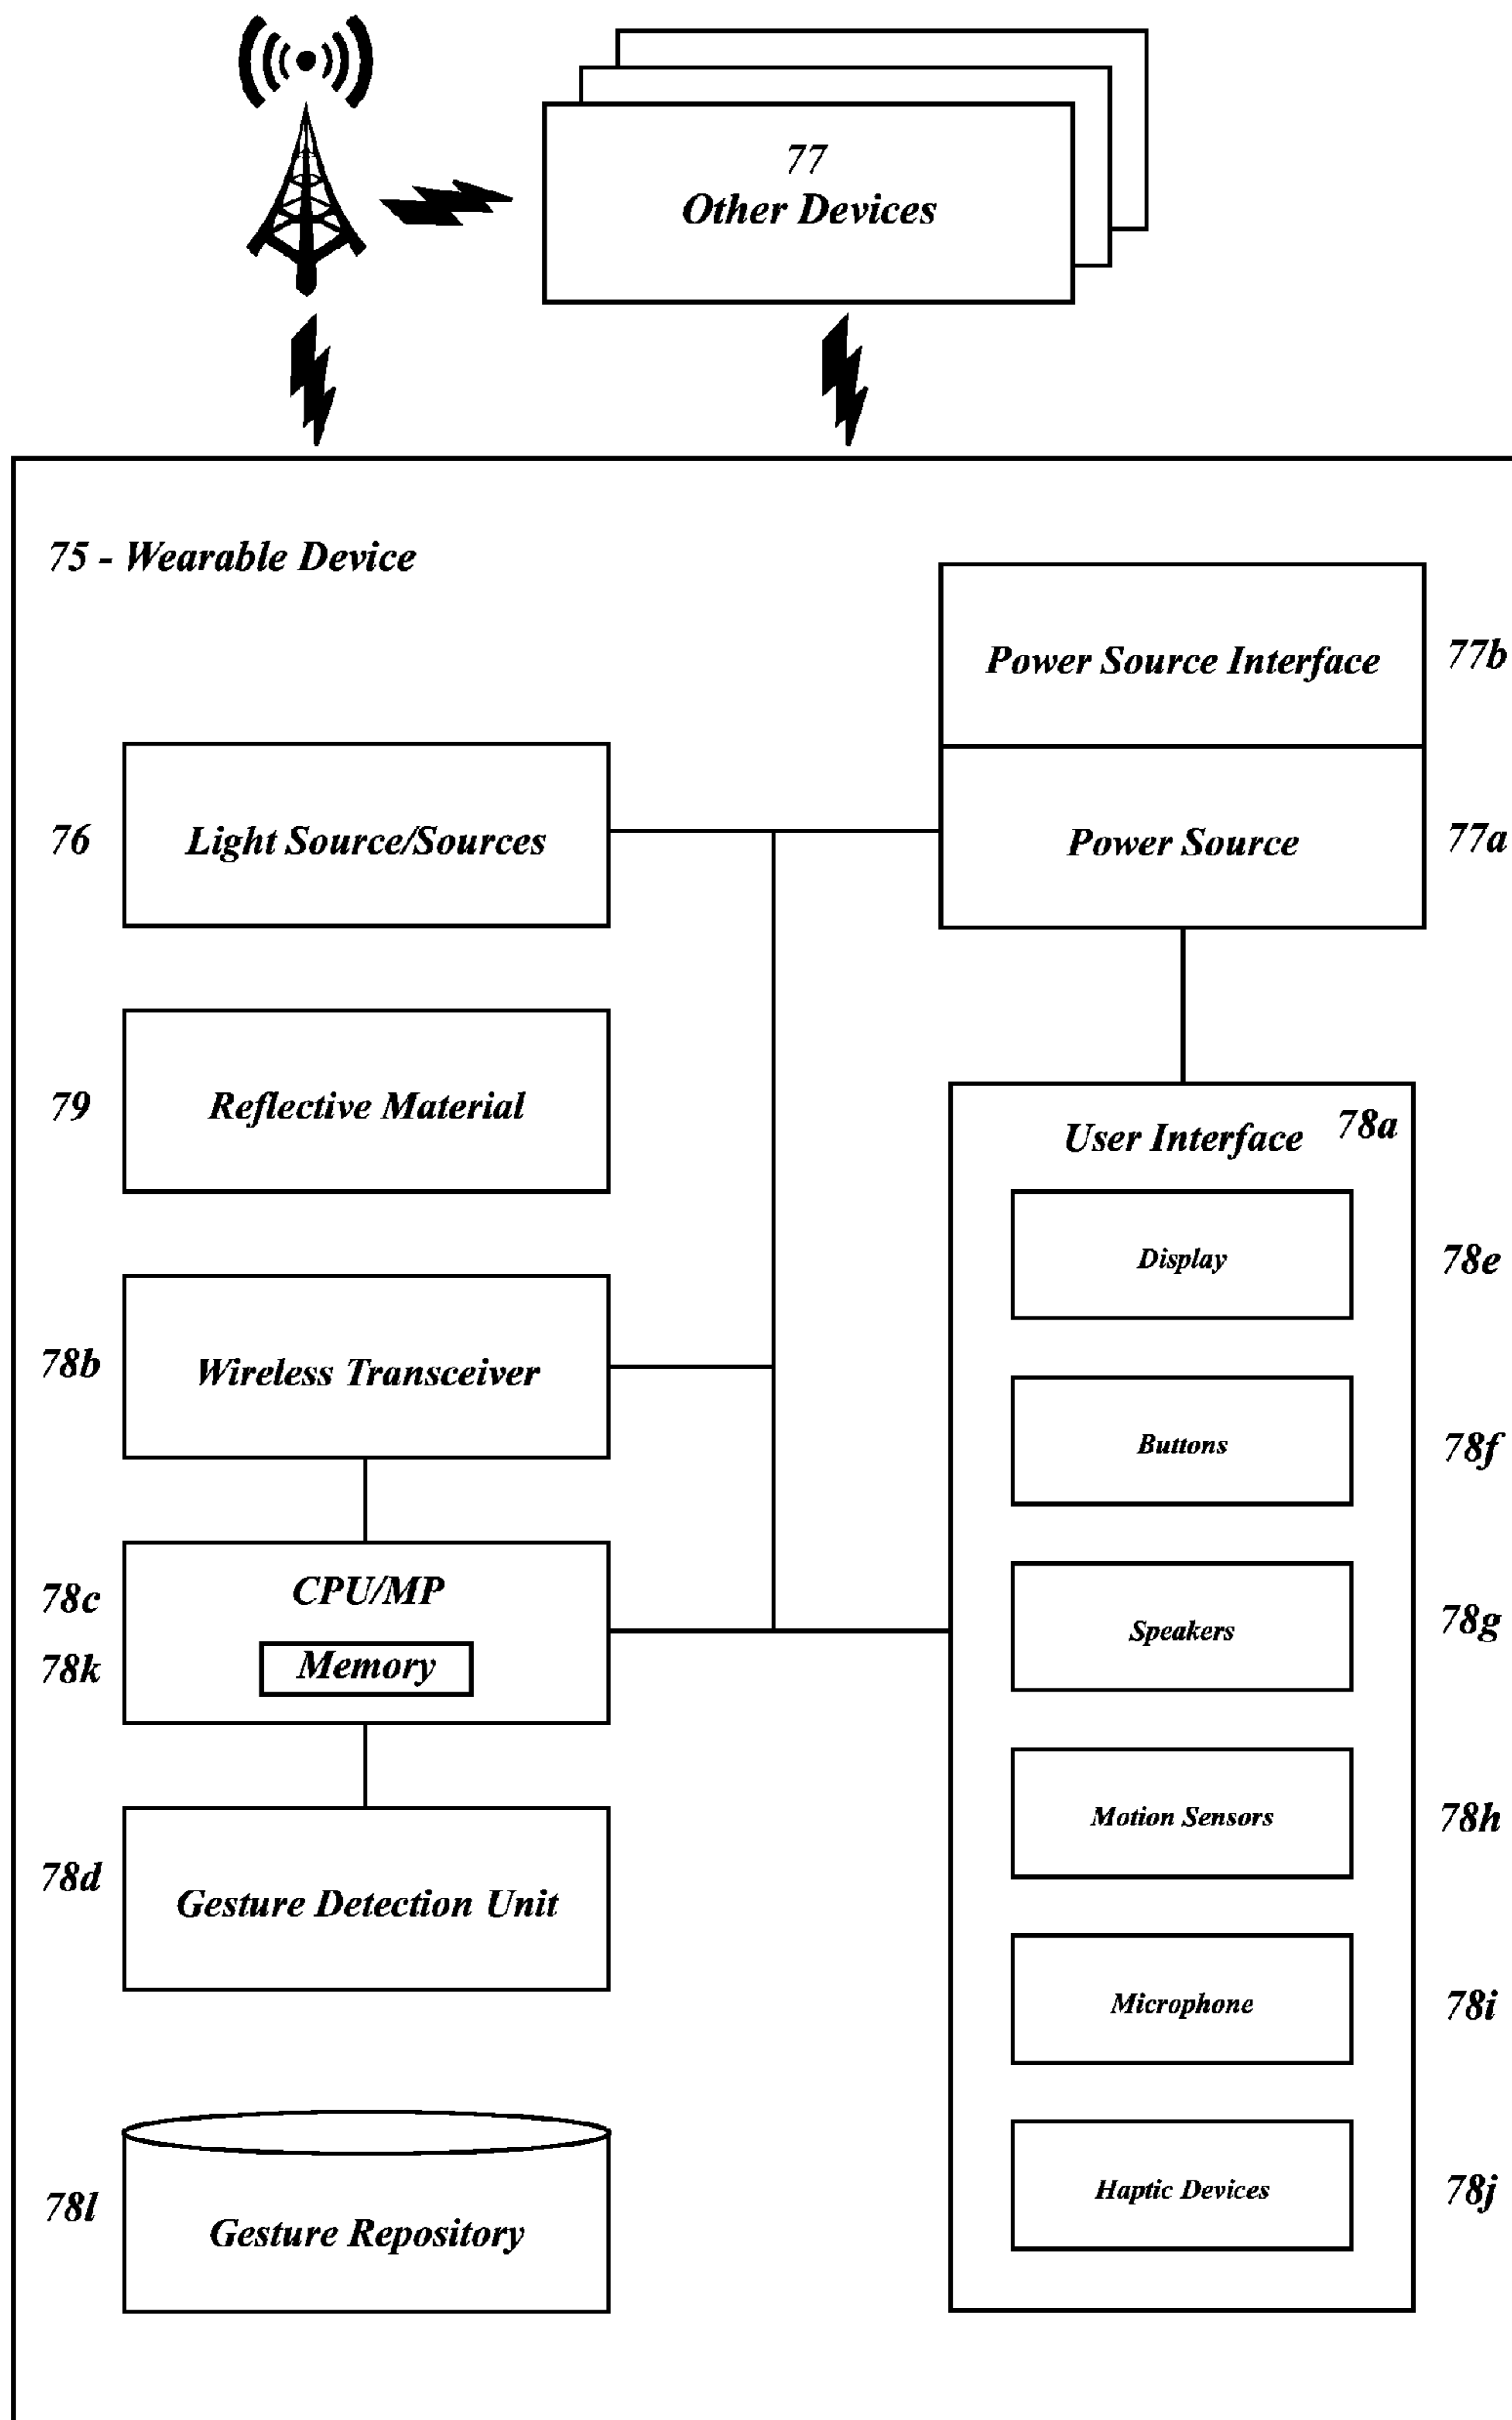 77
Other Devices
75 - Wearable Device
Power Source Interface
77b
76
Light Source/Sources
Power Source
77a
79
Reflective Material
User Interface
78a
Display
78e
78b
Wireless Transceiver
Buttons
78f
78c
CPU/MP
Speakers
78g
78k
Memory
Motion Sensors
78h
78d
Gesture Detection Unit
Microphone
78i
Haptic Devices
78j
78l
Gesture Repository